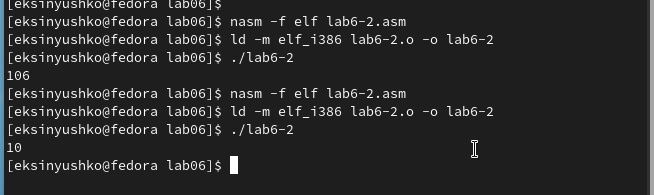 [eksinyushko@fedora lab06]$
[eksinyushko@fedora lab06]$ nasm -f elf lab6-2.asm
[eksinyushko@fedora lab06]$ ld -m elf_i386 lab6-2.o -o lab6-2
[eksinyushko@fedora lab06]$ ./lab6-2
106
[eksinyushko@fedora lab06]$ nasm -f elf lab6-2.asm
[eksinyushko@fedora lab06]$ ld -m elf_i386 lab6-2.o -o lab6-2
[eksinyushko@fedora lab06]$ ./lab6-2
10
[eksinyushko@fedora lab06]$